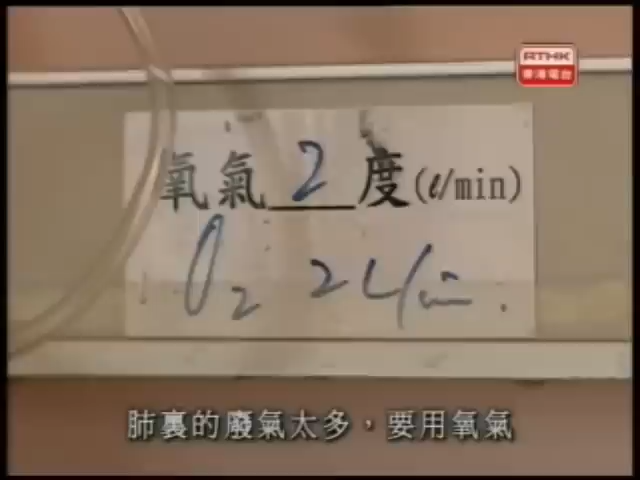 RTHK
香港電台
氧氣 2 度(ℓ/min)
O₂ 2L/min.
肺裏的廢氣太多，要用氧氣